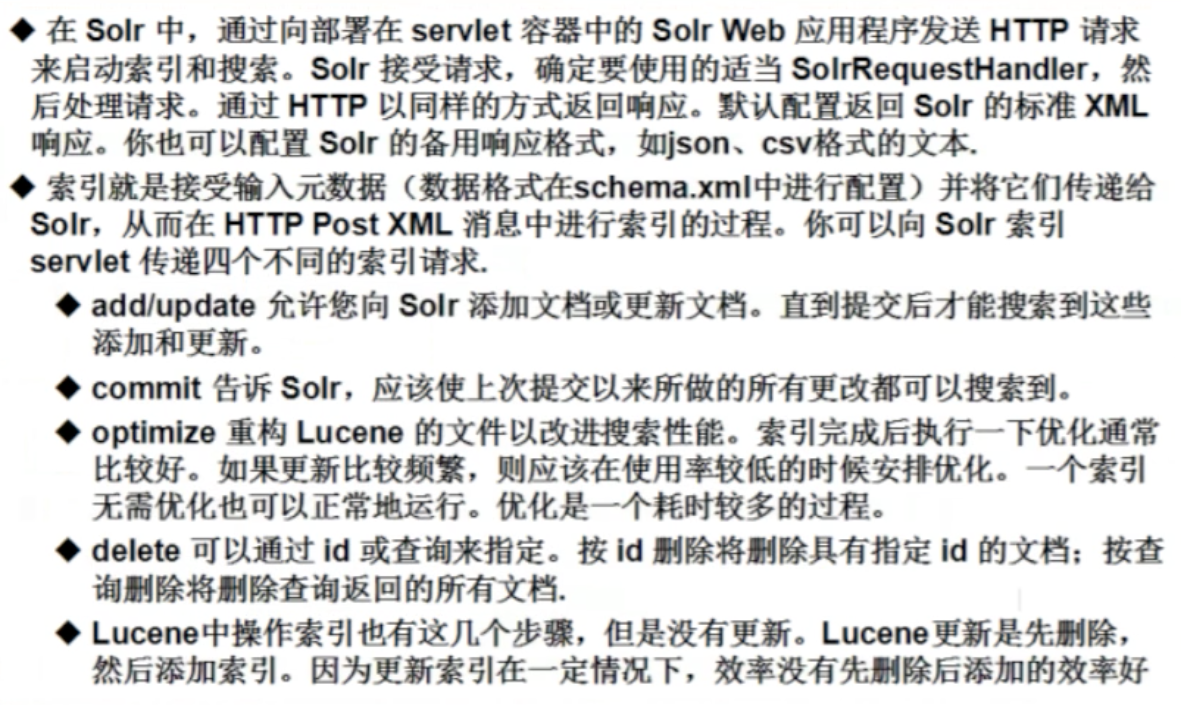 ◆ 在 Solr 中，通过向部署在 servlet 容器中的 Solr Web 应用程序发送 HTTP 请求
来启动索引和搜索。Solr 接受请求，确定要使用的适当 SolrRequestHandler，然
后处理请求。通过 HTTP 以同样的方式返回响应。默认配置返回 Solr 的标准 XML
响应。你也可以配置 Solr 的备用响应格式，如json、csv格式的文本.
◆ 索引就是接受输入元数据（数据格式在schema.xml中进行配置）并将它们传递给
Solr，从而在 HTTP Post XML 消息中进行索引的过程。你可以向 Solr 索引
servlet 传递四个不同的索引请求.
◆ add/update 允许您向 Solr 添加文档或更新文档。直到提交后才能搜索到这些
添加和更新。
◆ commit 告诉 Solr，应该使上次提交以来所做的所有更改都可以搜索到。
◆ optimize 重构 Lucene 的文件以改进搜索性能。索引完成后执行一下优化通常
比较好。如果更新比较频繁，则应该在使用率较低的时候安排优化。一个索引
无需优化也可以正常地运行。优化是一个耗时较多的过程。
◆ delete 可以通过 id 或查询来指定。按 id 删除将删除具有指定 id 的文档；按查
询删除将删除查询返回的所有文档.
◆ Lucene中操作索引也有这几个步骤，但是没有更新。Lucene更新是先删除，
然后添加索引。因为更新索引在一定情况下，效率没有先删除后添加的效率好